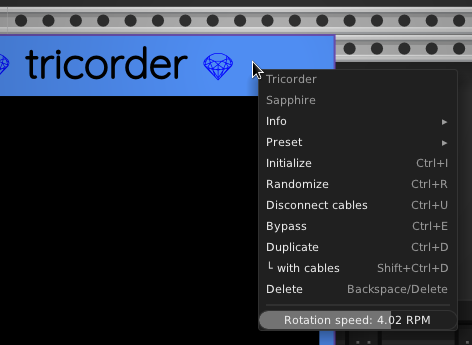 tricorder
Tricorder
Sapphire
Info ▸
Preset ▸
Initialize Ctrl+I
Randomize Ctrl+R
Disconnect cables Ctrl+U
Bypass Ctrl+E
Duplicate Ctrl+D
└ with cables Shift+Ctrl+D
Delete Backspace/Delete
Rotation speed: 4.02 RPM